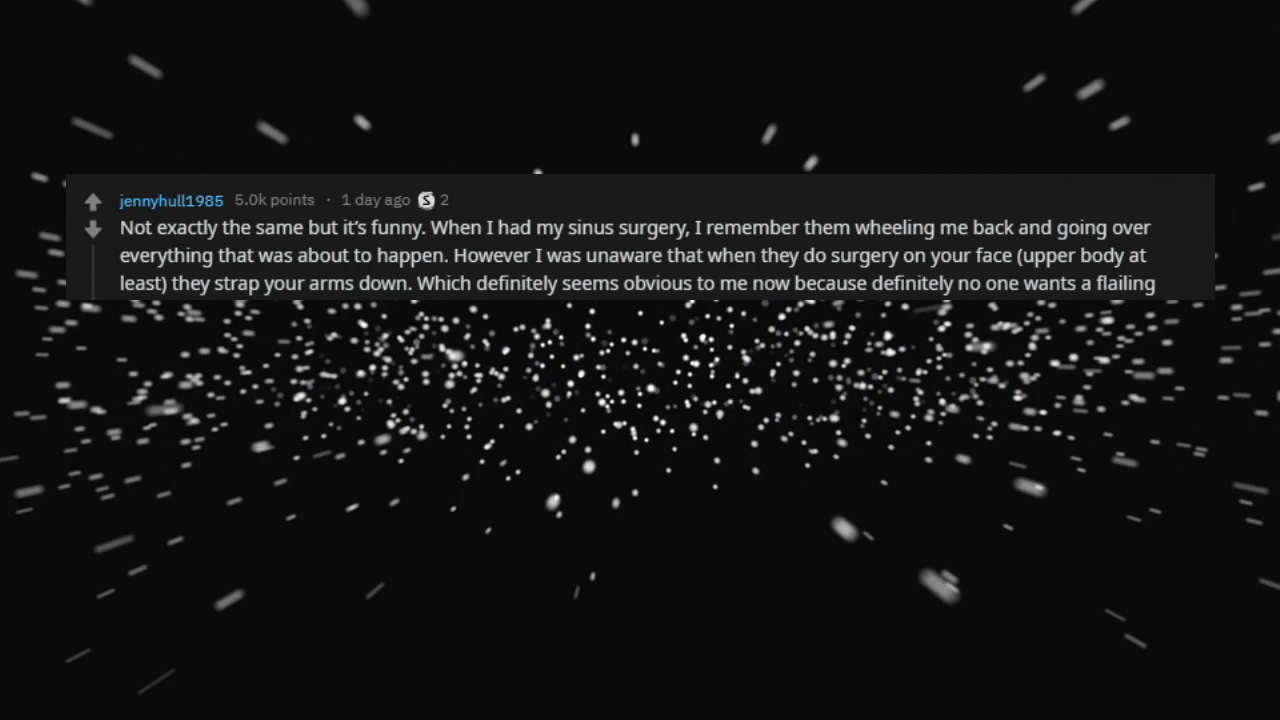 jennyhull1985 5.0k points · 1 day ago S 2
Not exactly the same but it’s funny. When I had my sinus surgery, I remember them wheeling me back and going over
everything that was about to happen. However I was unaware that when they do surgery on your face (upper body at
least) they strap your arms down. Which definitely seems obvious to me now because definitely no one wants a flailing